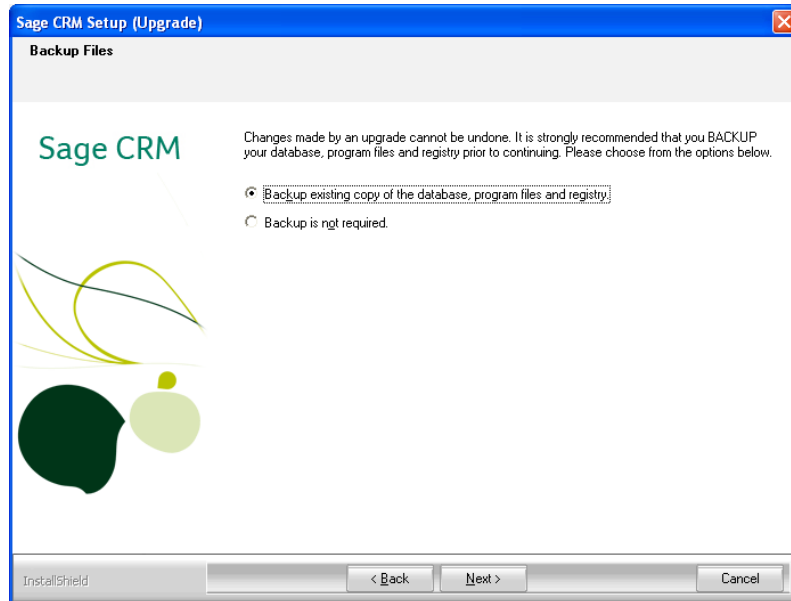 Sage CRM Setup (Upgrade)
Backup Files
Sage CRM
Changes made by an upgrade cannot be undone. It is strongly recommended that you BACKUP
your database, program files and registry prior to continuing. Please choose from the options below.
Backup existing copy of the database, program files and registry.
Backup is not required.
InstallShield
< Back
Next >
Cancel